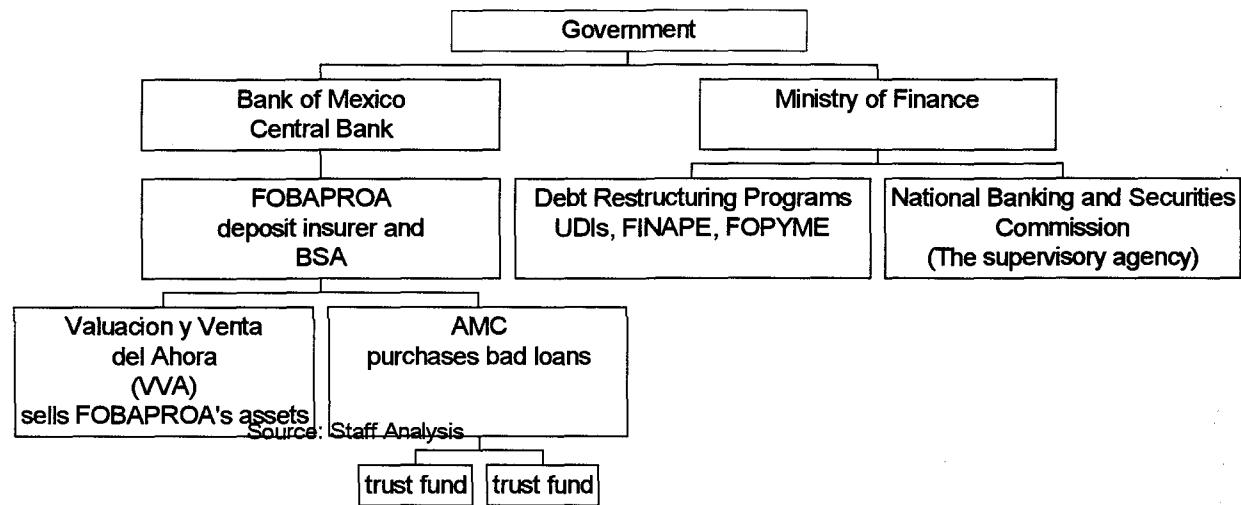 Government
Bank of Mexico
Central Bank
Ministry of Finance
FOBAPROA
deposit insurer and
BSA
Debt Restructuring Programs
UDIs, FINAPE, FOPYME
National Banking and Securities
Commission
(The supervisory agency)
Valuacion y Venta
del Ahora
(VVA)
sells FOBAPROA's assets
AMC
purchases bad loans
Source: Staff Analysis
trust fund
trust fund